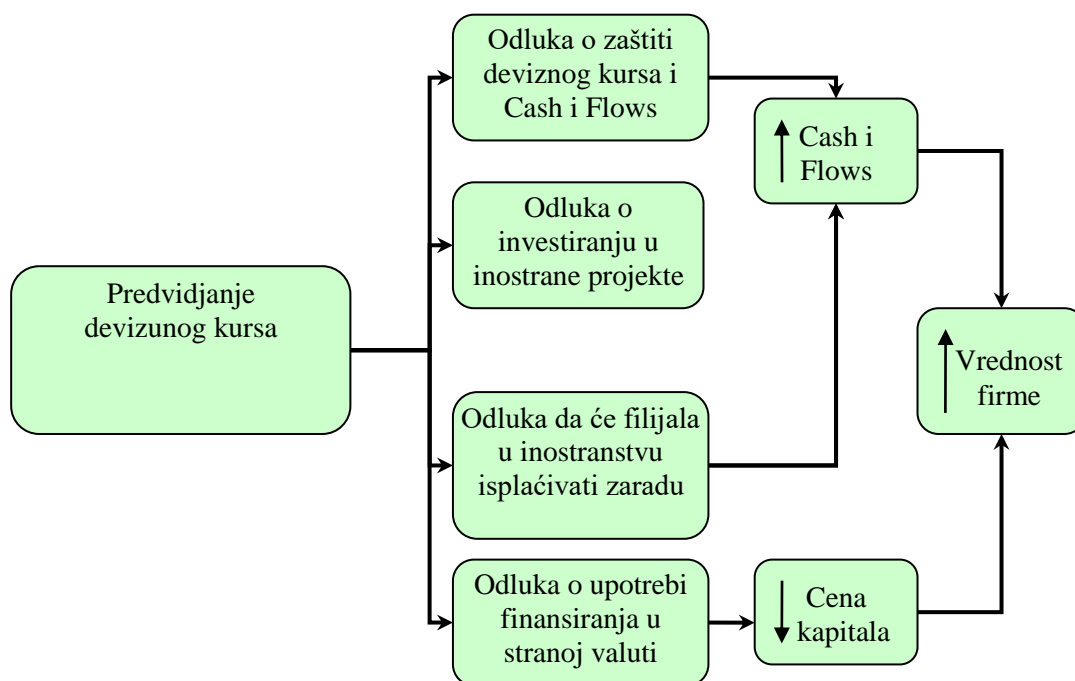 Predvidjanje
devizunog kursa
Odluka o zaštiti
deviznog kursa i
Cash i Flows
Odluka o
investiranju u
inostrane projekte
Odluka da će filijala
u inostranstvu
isplaćivati zaradu
Odluka o upotrebi
finansiranja u
stranoj valuti
Cash i
Flows
Cena
kapitala
Vrednost
firme